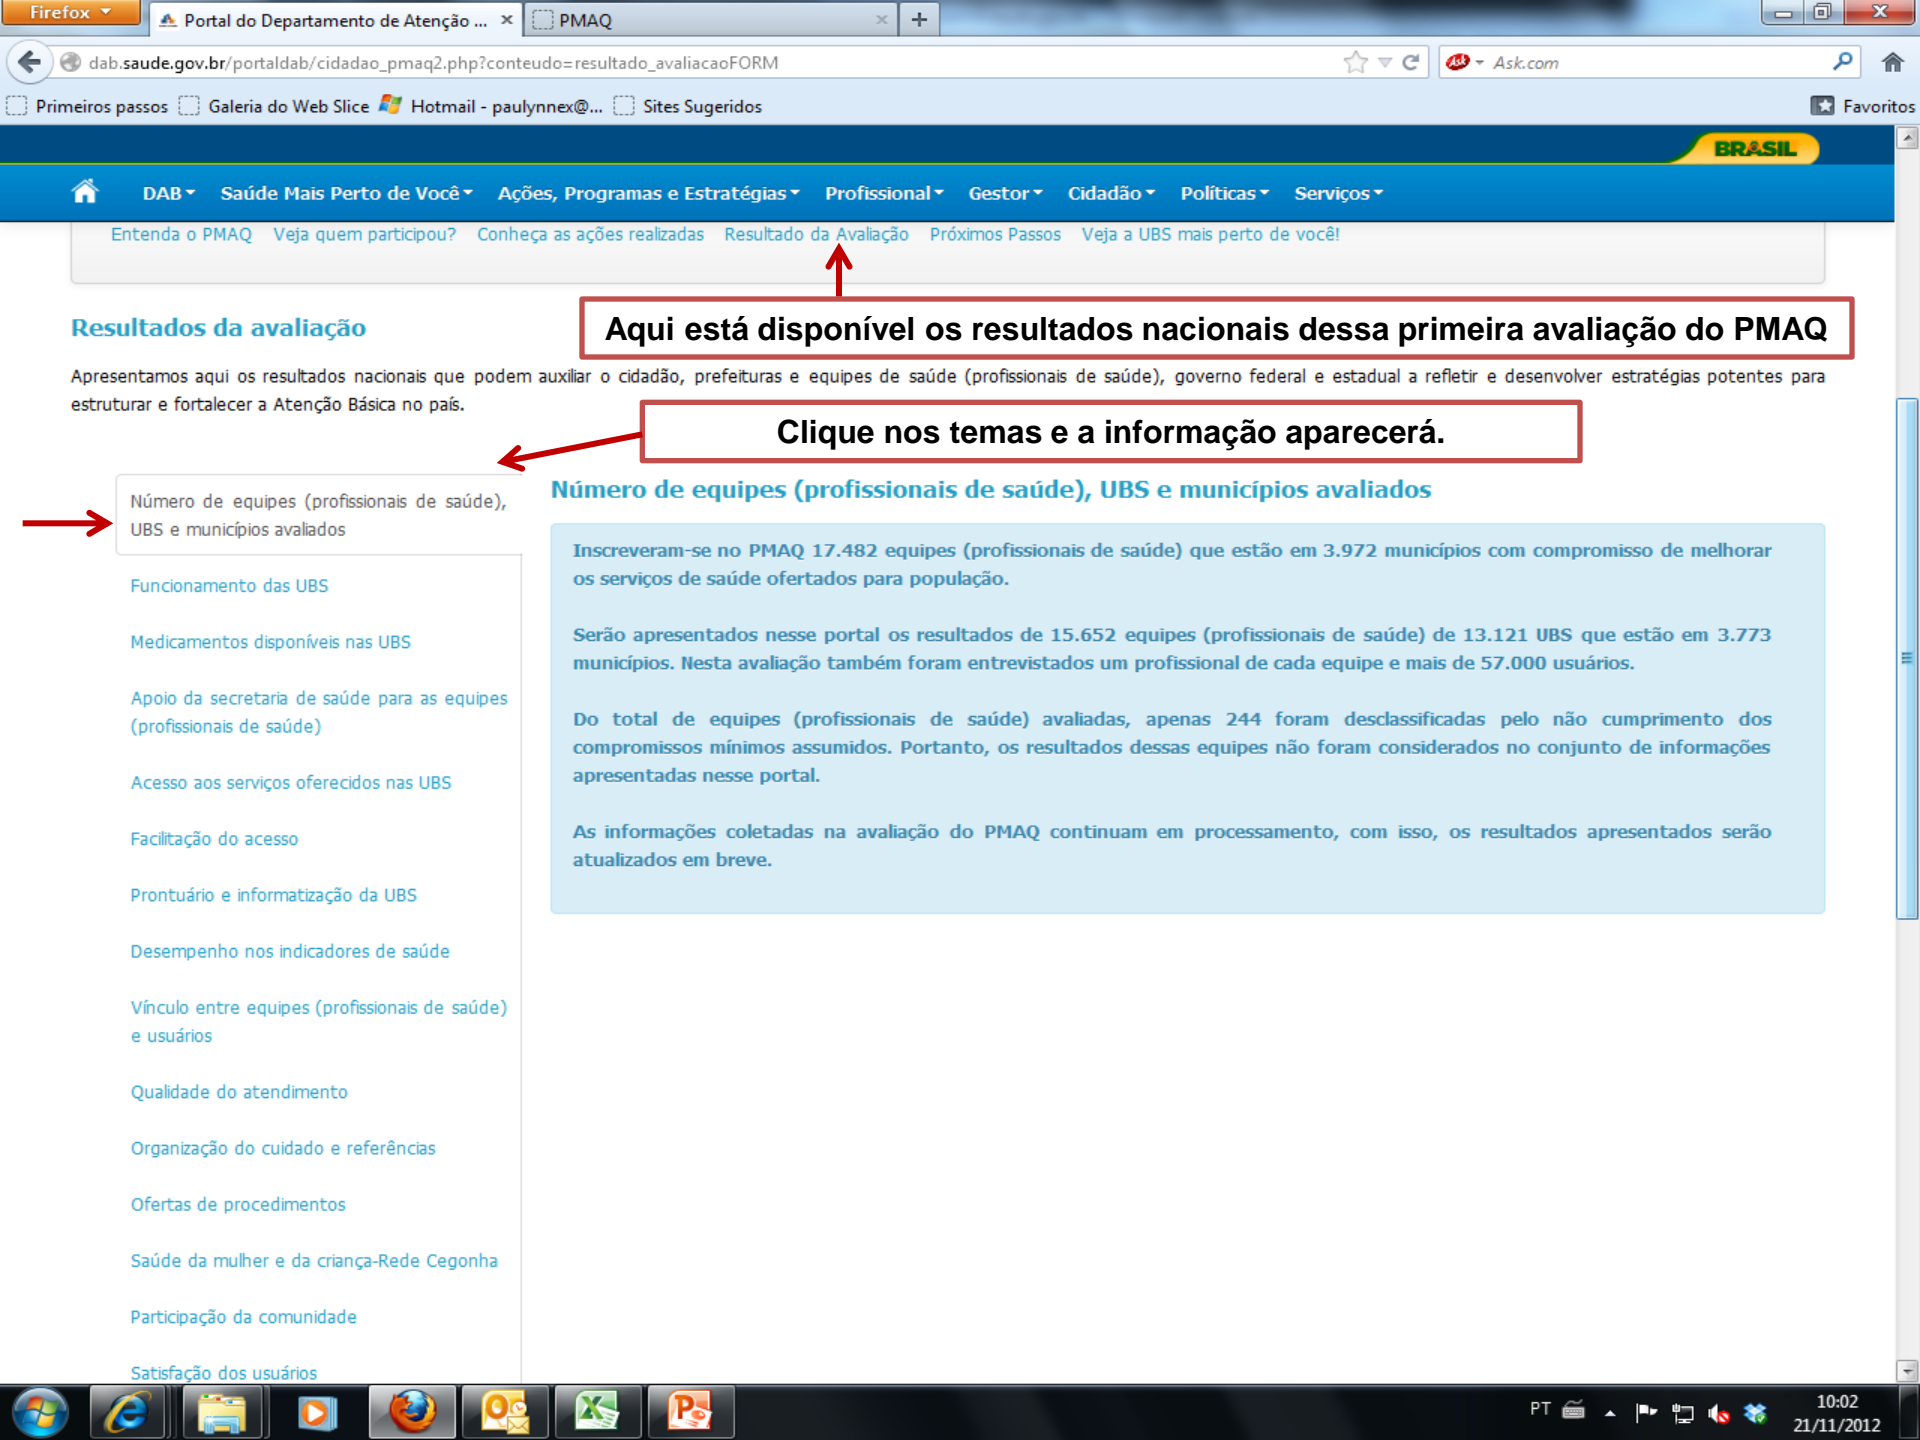 Firefox
Portal do Departamento de Atenção ...
PMAQ
dab.saude.gov.br/portaldab/cidadao_pmaq2.php?conteudo=resultado_avaliacaoFORM
Ask
Ask.com
Primeiros passos
Galeria do Web Slice
Hotmail - paulynnex@...
Sites Sugeridos
Favoritos
BRASIL
DAB
Saúde Mais Perto de Você
Ações, Programas e Estratégias
Profissional
Gestor
Cidadão
Políticas
Serviços
Entenda o PMAQ
Veja quem participou?
Conheça as ações realizadas
Resultado da Avaliação
Próximos Passos
Veja a UBS mais perto de você!
Aqui está disponível os resultados nacionais dessa primeira avaliação do PMAQ
Resultados da avaliação
Apresentamos aqui os resultados nacionais que podem auxiliar o cidadão, prefeituras e equipes de saúde (profissionais de saúde), governo federal e estadual a refletir e desenvolver estratégias potentes para
estruturar e fortalecer a Atenção Básica no país.
Clique nos temas e a informação aparecerá.
Número de equipes (profissionais de saúde),
UBS e municípios avaliados
Funcionamento das UBS
Medicamentos disponíveis nas UBS
Apoio da secretaria de saúde para as equipes
(profissionais de saúde)
Acesso aos serviços oferecidos nas UBS
Facilitação do acesso
Prontuário e informatização da UBS
Desempenho nos indicadores de saúde
Vínculo entre equipes (profissionais de saúde)
e usuários
Qualidade do atendimento
Organização do cuidado e referências
Ofertas de procedimentos
Saúde da mulher e da criança-Rede Cegonha
Participação da comunidade
Satisfação dos usuários
Número de equipes (profissionais de saúde), UBS e municípios avaliados
Inscreveram-se no PMAQ 17.482 equipes (profissionais de saúde) que estão em 3.972 municípios com compromisso de melhorar
os serviços de saúde ofertados para população.
Serão apresentados nesse portal os resultados de 15.652 equipes (profissionais de saúde) de 13.121 UBS que estão em 3.773
municípios. Nesta avaliação também foram entrevistados um profissional de cada equipe e mais de 57.000 usuários.
Do total de equipes (profissionais de saúde) avaliadas, apenas 244 foram desclassificadas pelo não cumprimento dos
compromissos mínimos assumidos. Portanto, os resultados dessas equipes não foram considerados no conjunto de informações
apresentadas nesse portal.
As informações coletadas na avaliação do PMAQ continuam em processamento, com isso, os resultados apresentados serão
atualizados em breve.
PT
10:02
21/11/2012